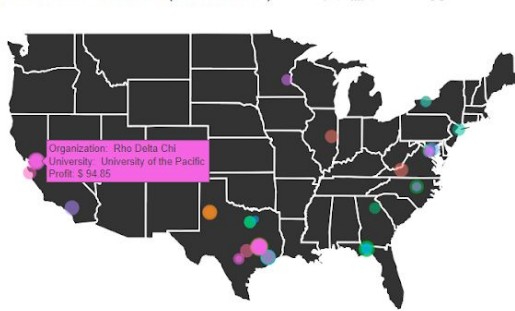 Organization: Rho Delta Chi
University: University of the Pacific
Profit: $ 94.85